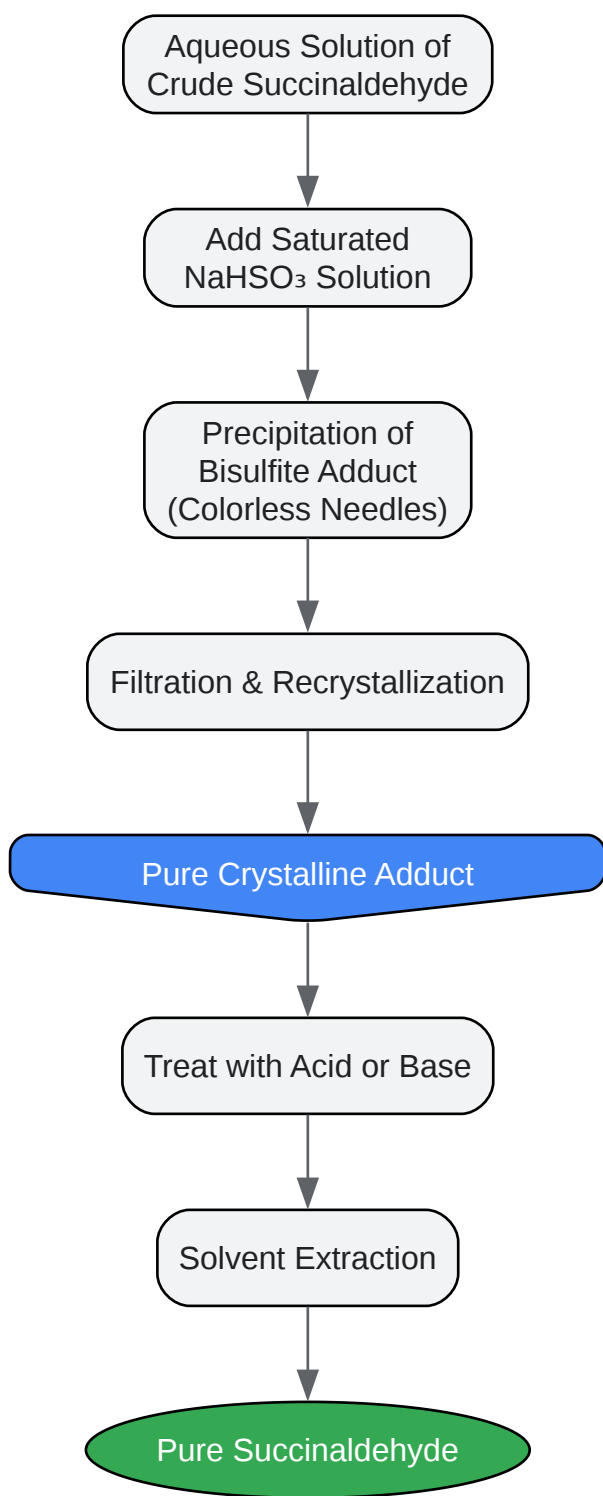 Aqueous Solution of
Crude Succinaldehyde
Add Saturated
NaHSO₃ Solution
Precipitation of
Bisulfite Adduct
(Colorless Needles)
Filtration & Recrystallization
Pure Crystalline Adduct
Treat with Acid or Base
Solvent Extraction
Pure Succinaldehyde